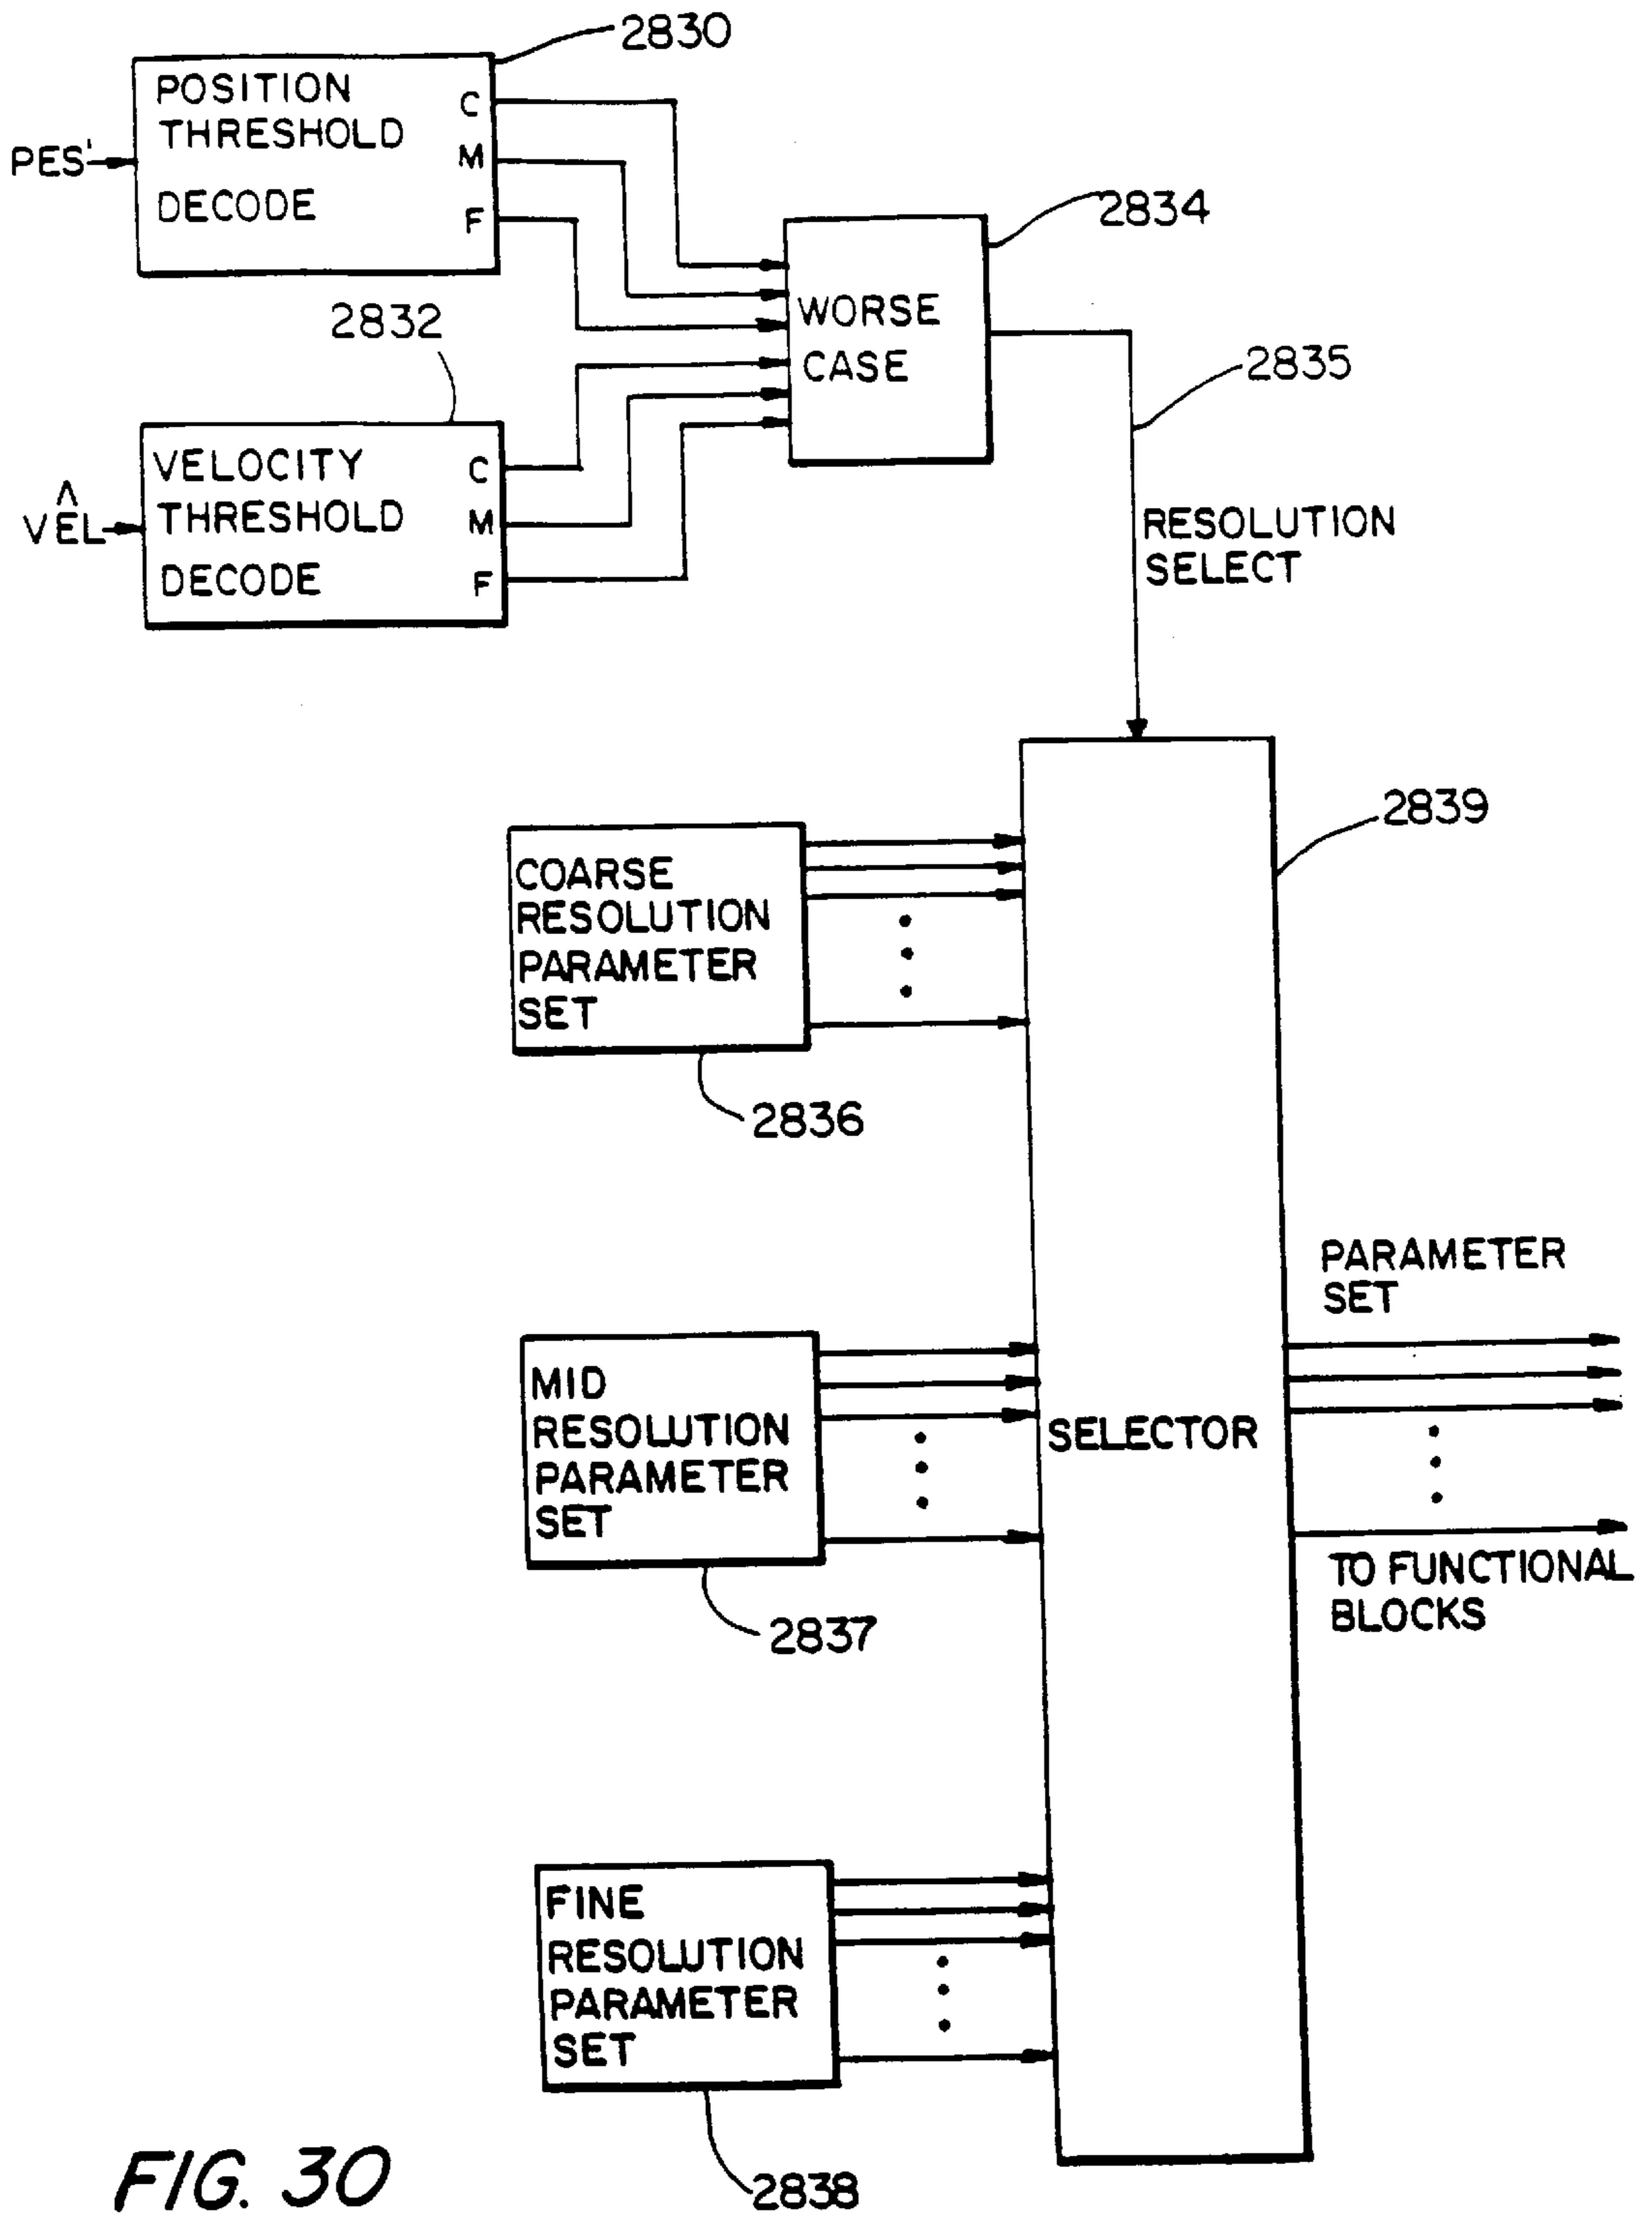 2830
POSITION
THRESHOLD
DECODE
C
M
F
PES'
2834
WORSE
CASE
2832
2835
VELOCITY
THRESHOLD
DECODE
C
M
F
VÊL
RESOLUTION
SELECT
2839
COARSE
RESOLUTION
PARAMETER
SET
2836
PARAMETER
SET
MID
RESOLUTION
PARAMETER
SET
SELECTOR
2837
TO FUNCTIONAL
BLOCKS
FINE
RESOLUTION
PARAMETER
SET
2838
FIG. 30